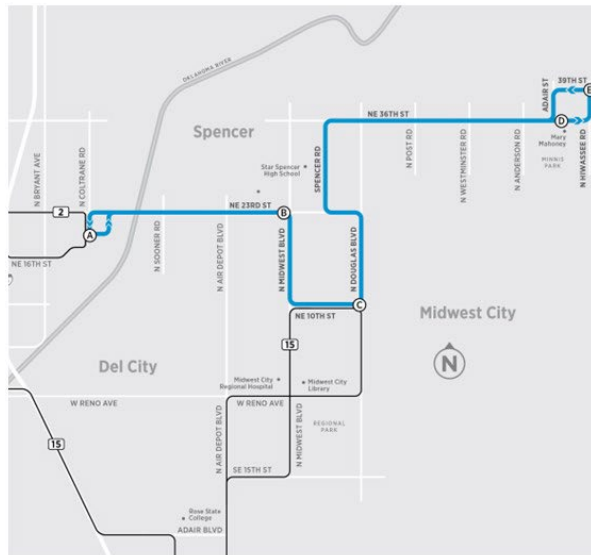 OKLAHOMA RIVER
39TH ST
E
ADAIR ST
NE 36TH ST
D
Mary
Mahoney
MINNIS
PARK
N HIWASSEE RD
Spencer
Star Spencer
High School
SPENCER RD
N POST RD
N WESTMINSTER RD
N ANDERSON RD
N BRYANT AVE
N COLTRANE RD
2
A
NE 16TH ST
NE 23RD ST
B
N SOONER RD
N AIR DEPOT BLVD
N MIDWEST BLVD
N DOUGLAS BLVD
C
NE 10TH ST
Midwest City
N
15
Del City
Midwest City
Regional Hospital
Midwest City
Library
W RENO AVE
W RENO AVE
REGIONAL
PARK
15
N AIR DEPOT BLVD
N MIDWEST BLVD
SE 15TH ST
Rose State
College
ADAIR BLVD